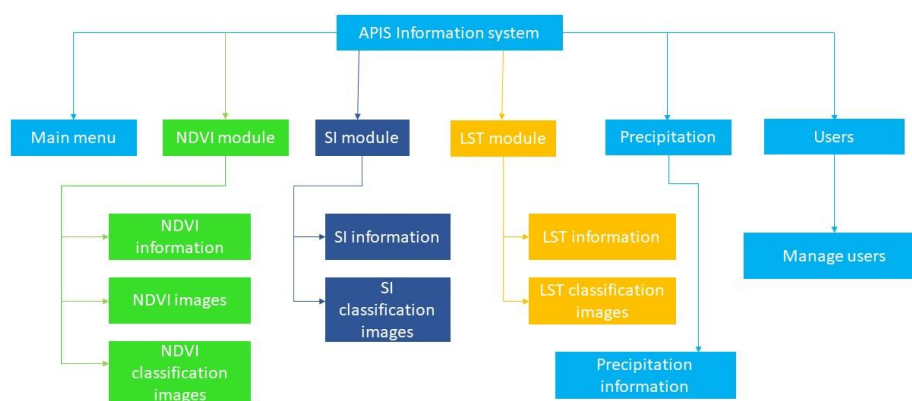 APIS Information system
Main menu
NDVI module
SI module
LST module
Precipitation
Users
NDVI
information
SI information
LST information
Manage users
NDVI images
SI
classification
images
LST classification
images
NDVI
classification
images
Precipitation
information